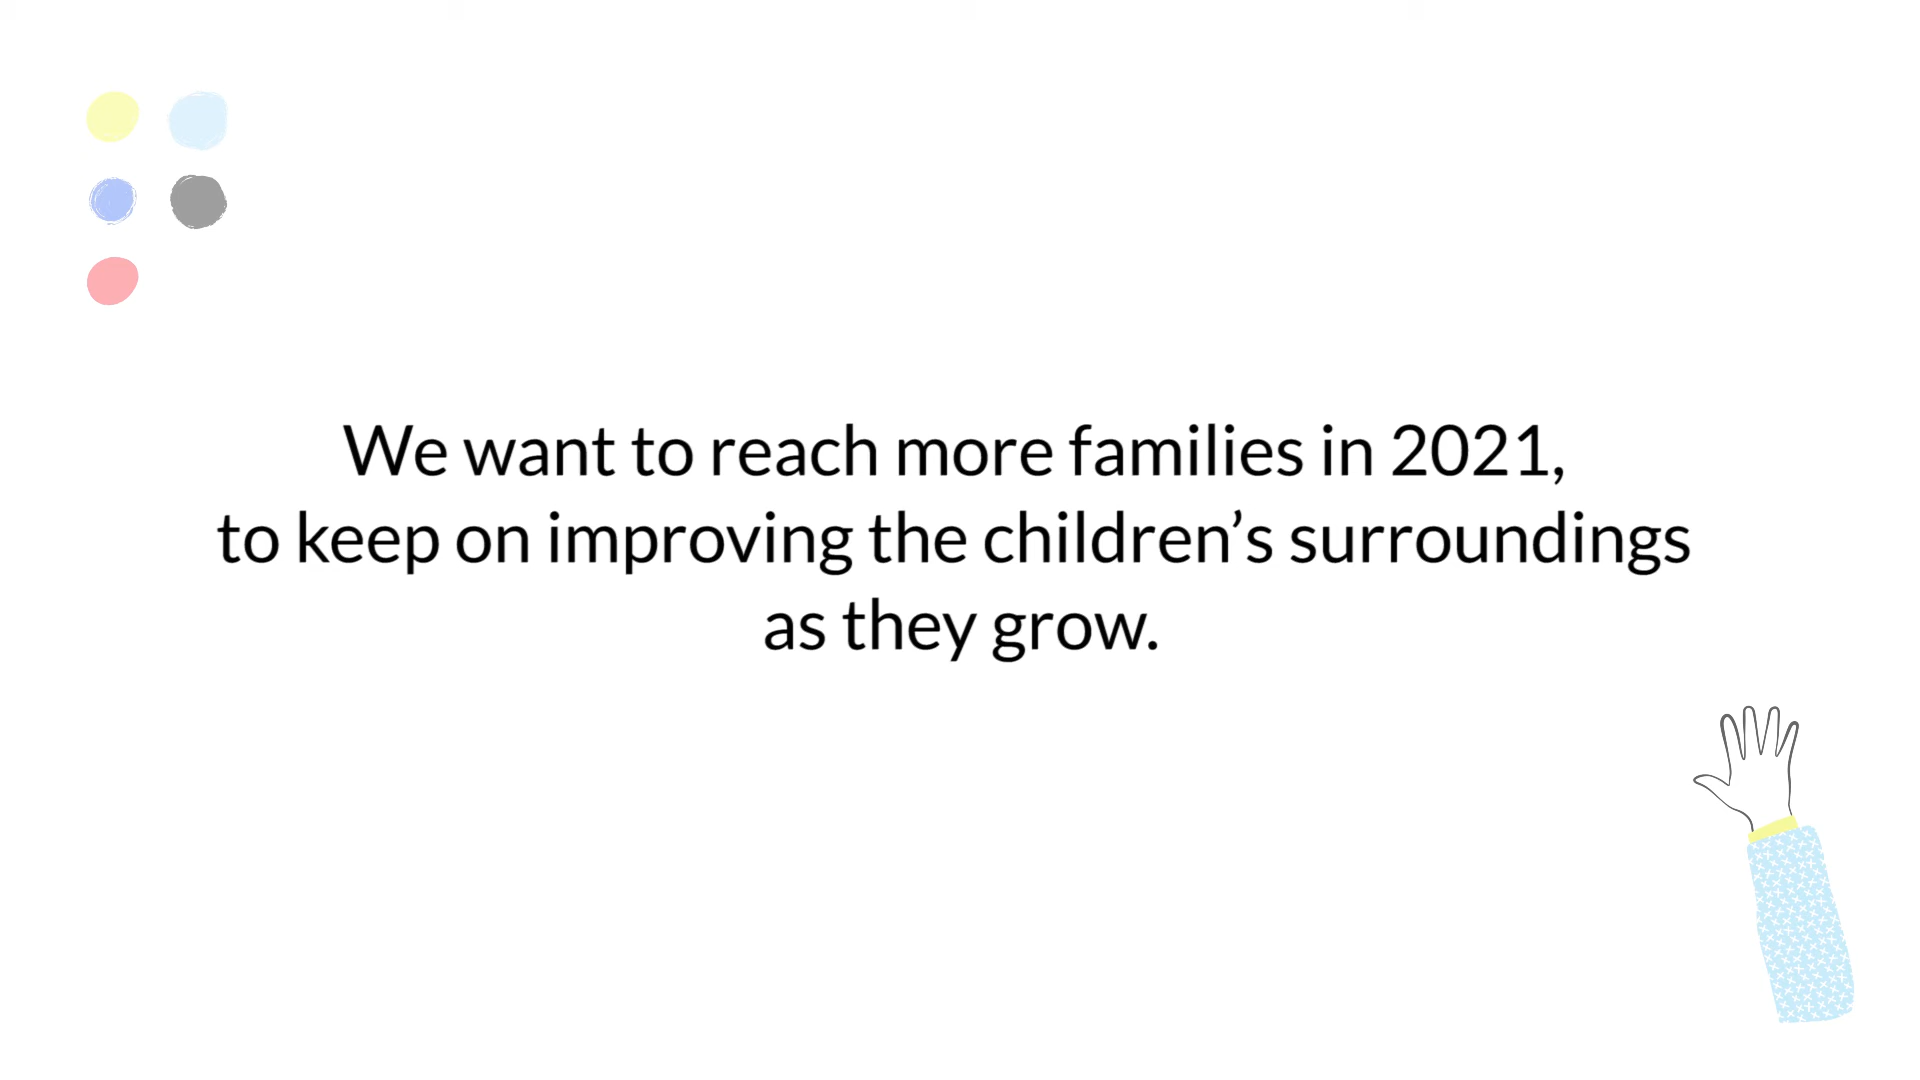 We want to reach more families in 2021,
to keep on improving the children’s surroundings
as they grow.